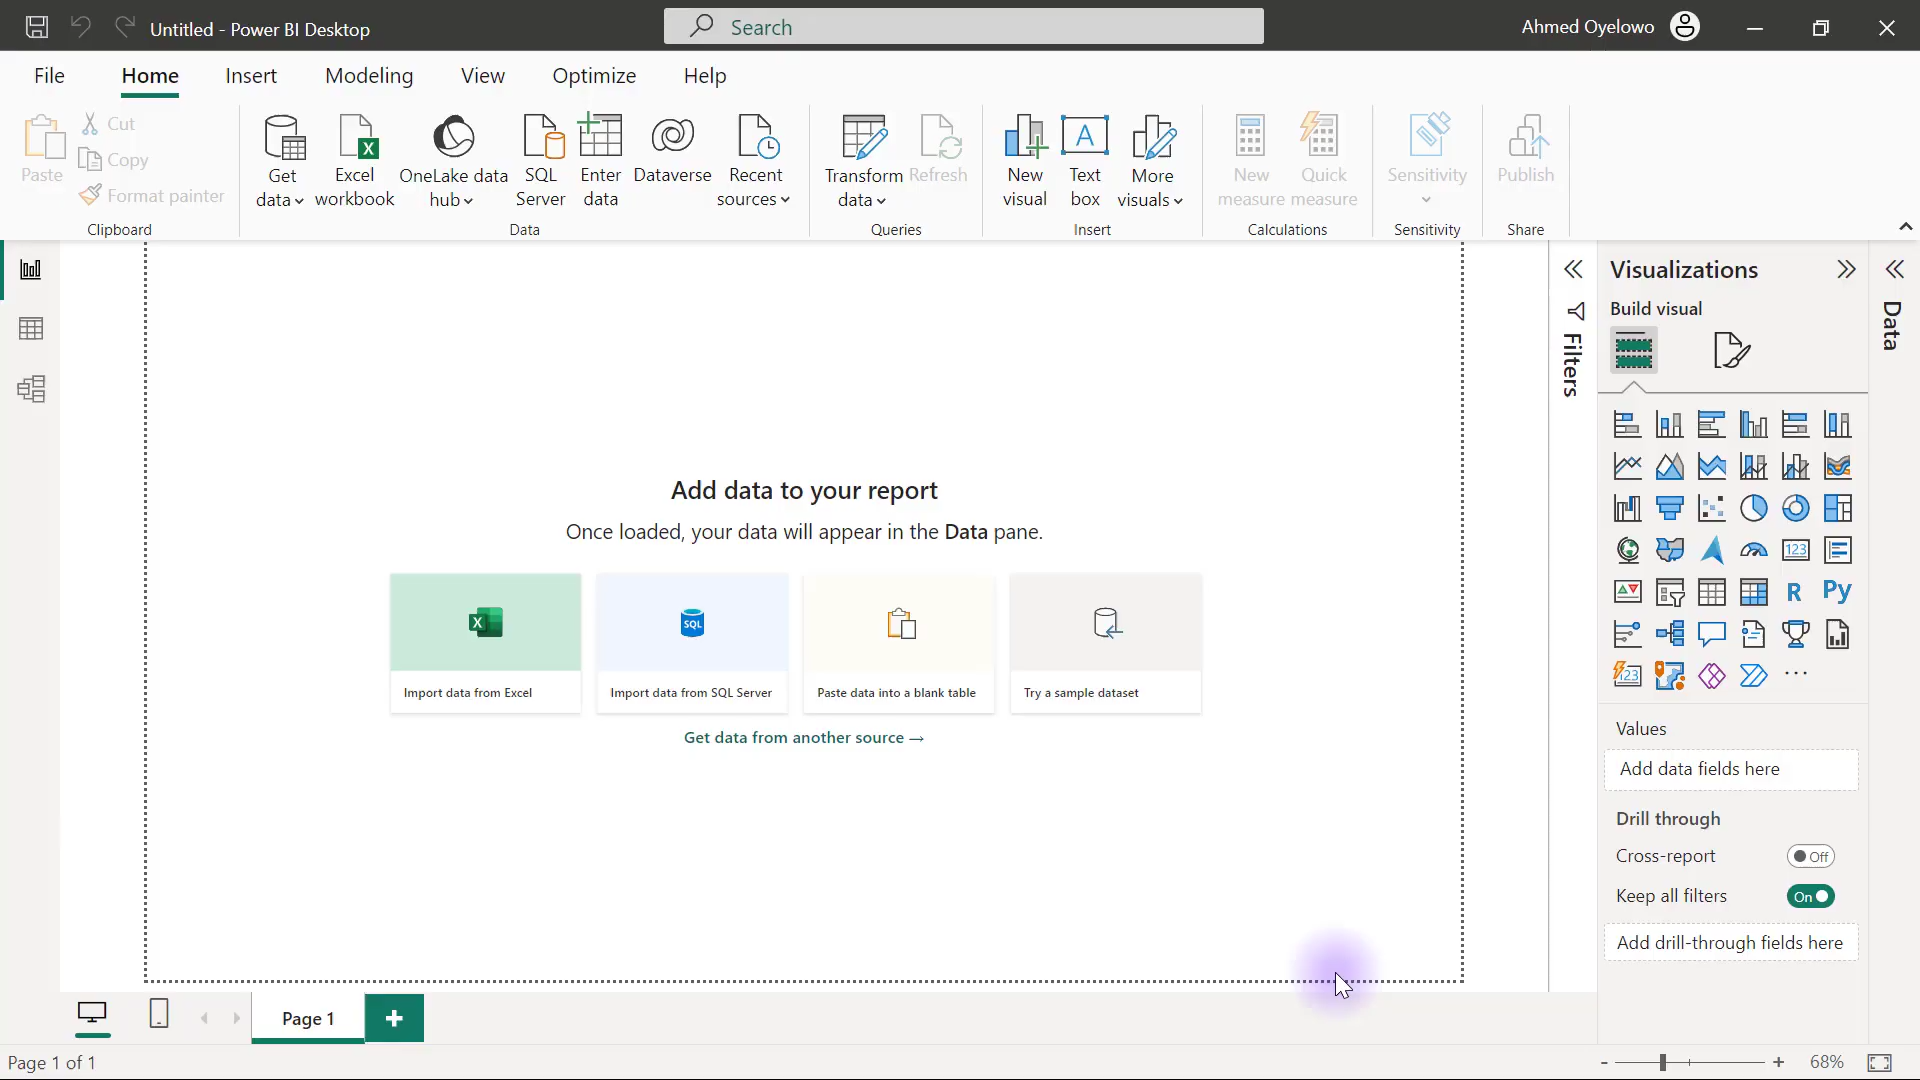 Untitled - Power BI Desktop
Search
Ahmed Oyelowo
File
Home
Insert
Modeling
View
Optimize
Help
Paste
Cut
Copy
Format painter
Clipboard
Get
data
Excel
workbook
OneLake data
hub
SQL
Server
Enter
data
Dataverse
Recent
sources
Data
Transform
data
Refresh
Queries
New
visual
A
Text
box
More
visuals
Insert
New
measure
Quick
measure
Calculations
Sensitivity
Sensitivity
Publish
Share
Filters
Visualizations
Data
Build visual
123
R
Py
123
...
Add data to your report
Once loaded, your data will appear in the Data pane.
X
SQL
Import data from Excel
Import data from SQL Server
Paste data into a blank table
Try a sample dataset
Get data from another source →
Values
Add data fields here
Drill through
Cross-report
Off
Keep all filters
On
Add drill-through fields here
Page 1
+
Page 1 of 1
-
+
68%